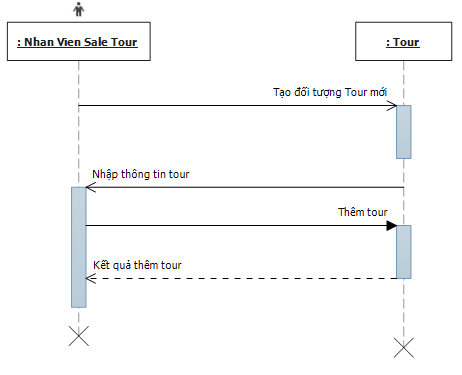 : Nhan Vien Sale Tour
: Tour
Tạo đối tượng Tour mới
Nhập thông tin tour
Thêm tour
Kết quả thêm tour